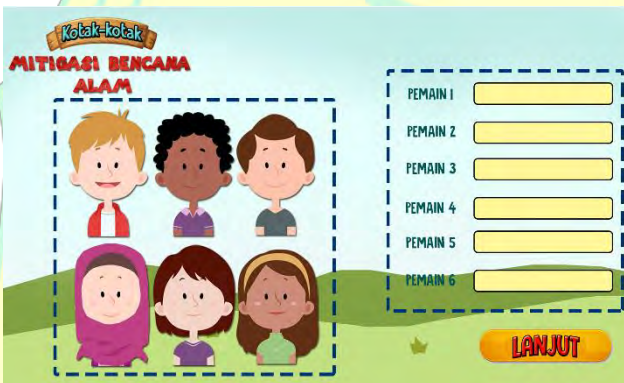 Kotak-kotak
MITIGASI BENCANA
ALAM
PEMAIN 1
PEMAIN 2
PEMAIN 3
PEMAIN 4
PEMAIN 5
PEMAIN 6
LANJUT